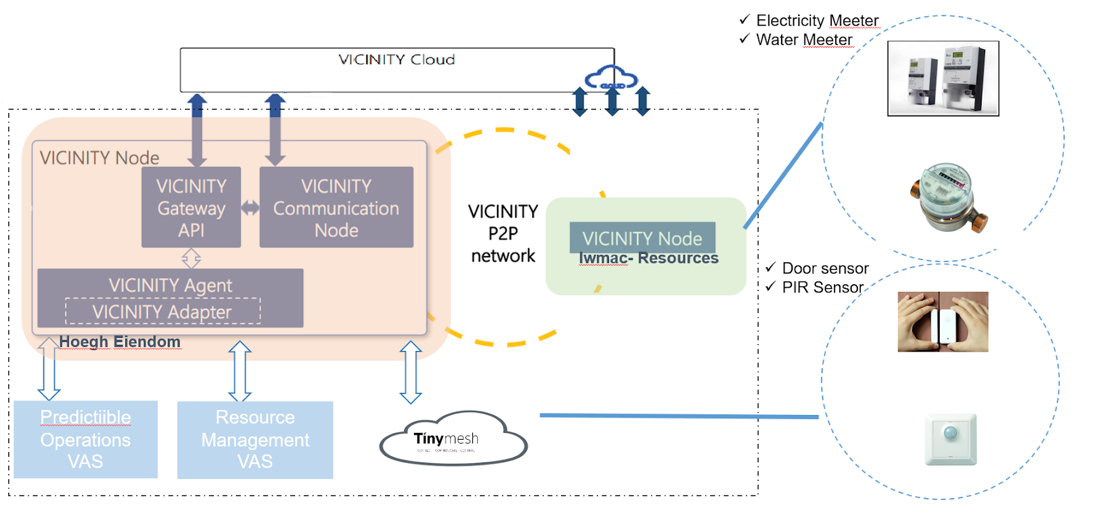 ✓ Electricity Meeter
✓ Water Meeter
VICINITY Cloud
CLOUD
VICINITY Node
VICINITY
Gateway
API
VICINITY
Communication
Node
VICINITY Agent
VICINITY Adapter
Hoegh Eiendom
VICINITY
P2P
network
VICINITY Node
Iwmac- Resources
✓ Door sensor
✓ PIR Sensor
Predictiible
Operations
VAS
Resource
Management
VAS
Tinymesh